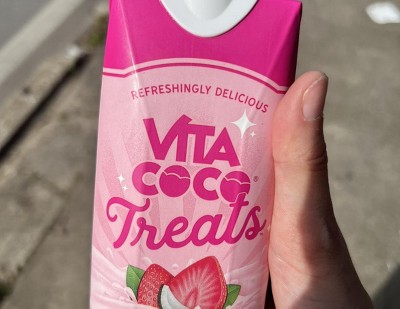 REFRESHINGLY DELICIOUS
VITA
COCO®
Treats